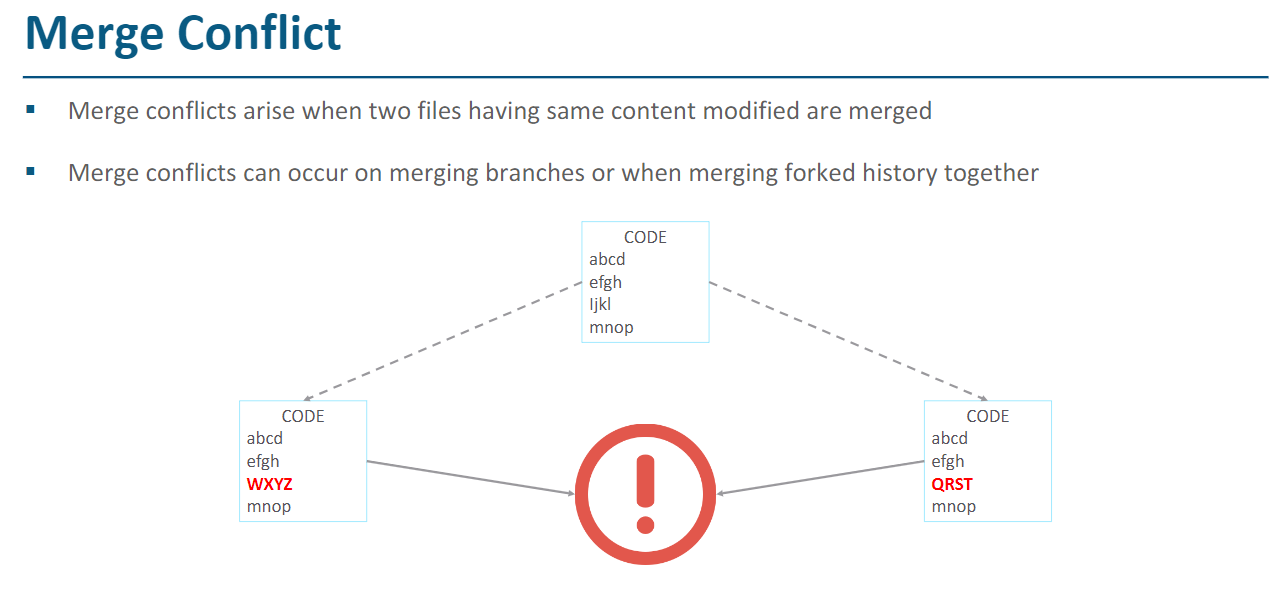 Merge Conflict
▪ Merge conflicts arise when two files having same content modified are merged
▪ Merge conflicts can occur on merging branches or when merging forked history together
CODE
abcd
efgh
Ijkl
mnop
CODE
abcd
efgh
WXYZ
mnop
CODE
abcd
efgh
QRST
mnop